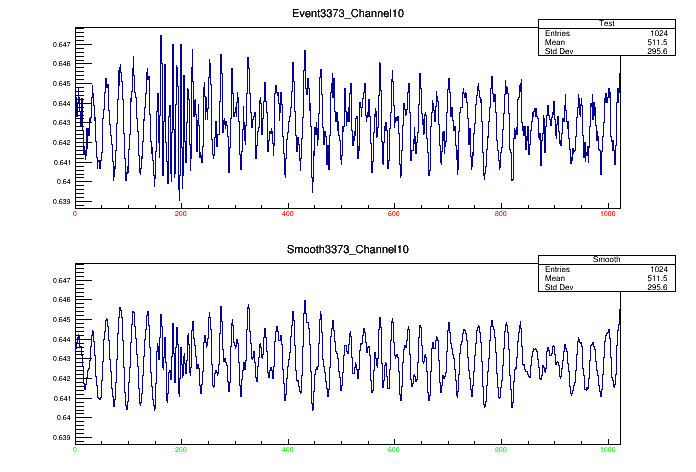 Event3373_Channel10
Test
Entries 1024
Mean 511.5
Std Dev 295.6
0.647
0.646
0.645
0.644
0.643
0.642
0.641
0.64
0.639
0 200 400 600 800 1000
Smooth3373_Channel10
Smooth
Entries 1024
Mean 511.5
Std Dev 295.6
0.647
0.646
0.645
0.644
0.643
0.642
0.641
0.64
0.639
0 200 400 600 800 1000